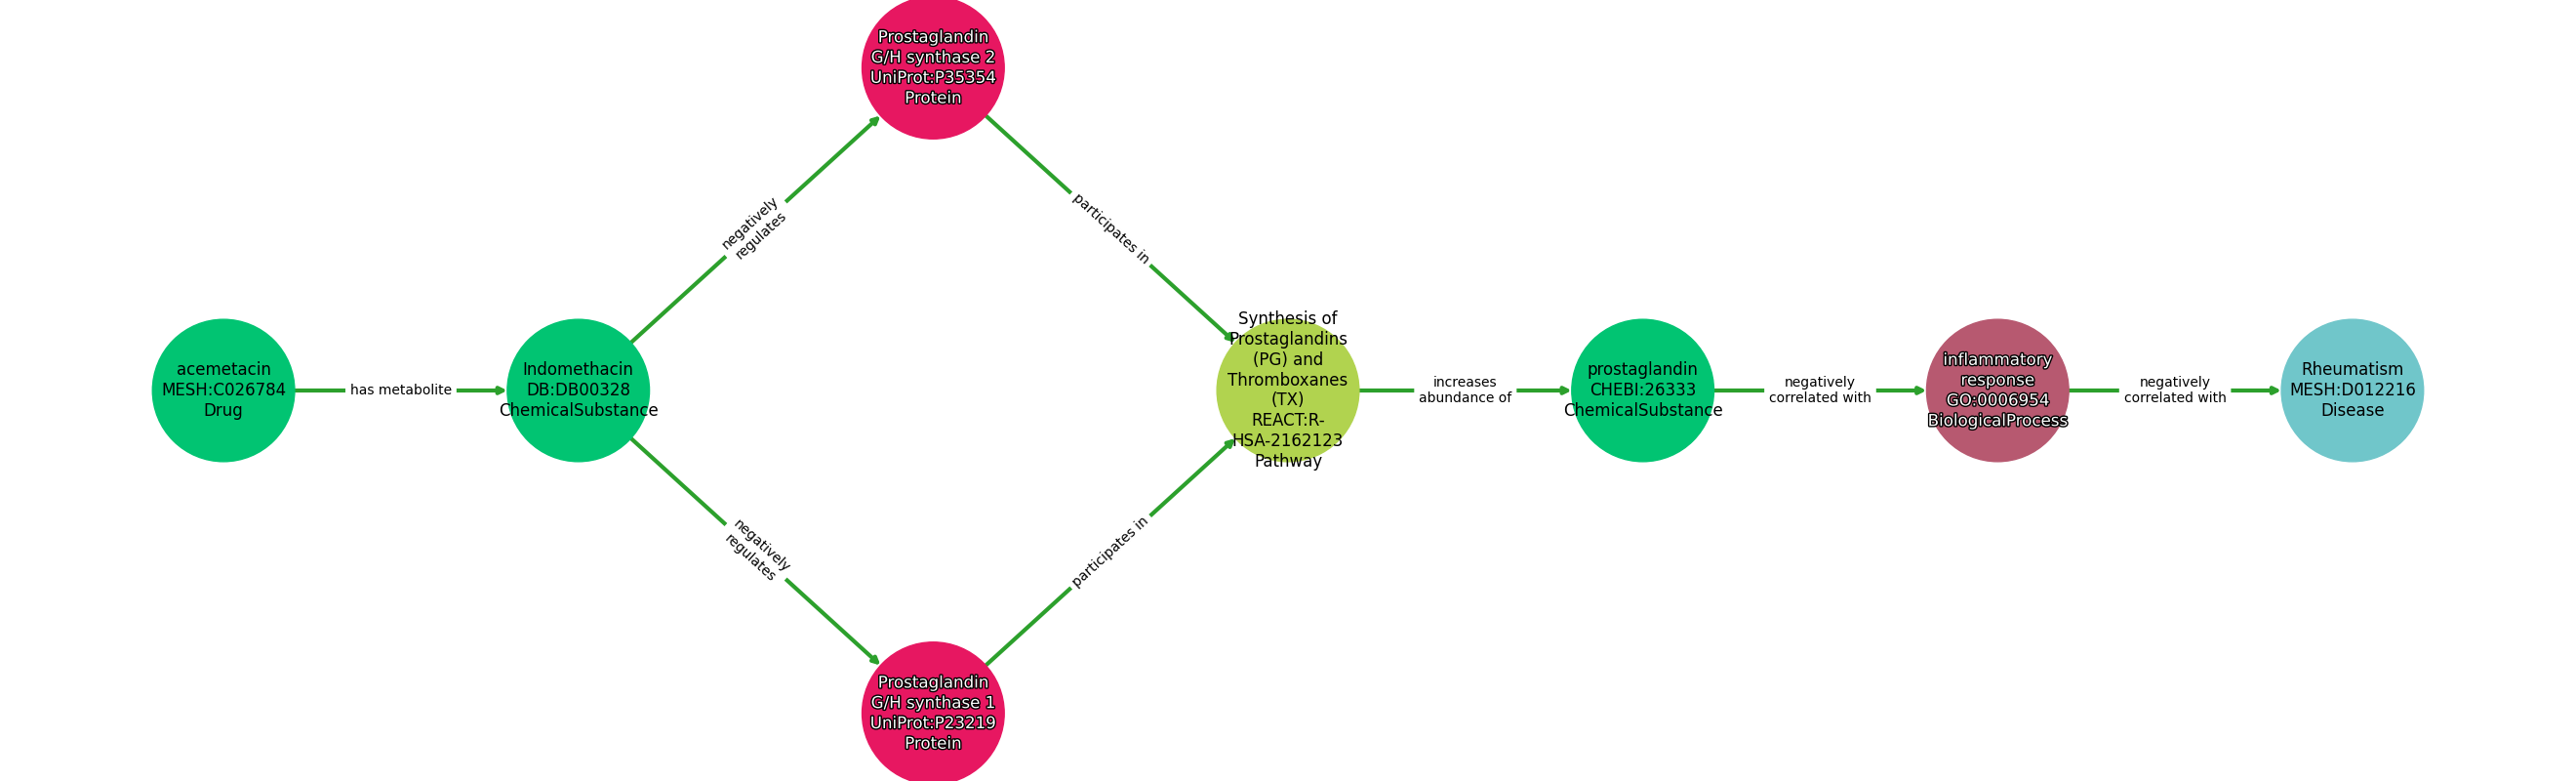 acemetacin
MESH:C026784
Drug
has metabolite
Indomethacin
DB:DB00328
ChemicalSubstance
negatively
regulates
Prostaglandin
G/H synthase 2
UniProt:P35354
Protein
participates in
negatively
regulates
Prostaglandin
G/H synthase 1
UniProt:P23219
Protein
participates in
Synthesis of
Prostaglandins
(PG) and
Thromboxanes
(TX)
REACT:R-
HSA-2162123
Pathway
increases
abundance of
prostaglandin
CHEBI:26333
ChemicalSubstance
negatively
correlated with
inflammatory
response
GO:0006954
BiologicalProcess
negatively
correlated with
Rheumatism
MESH:D012216
Disease